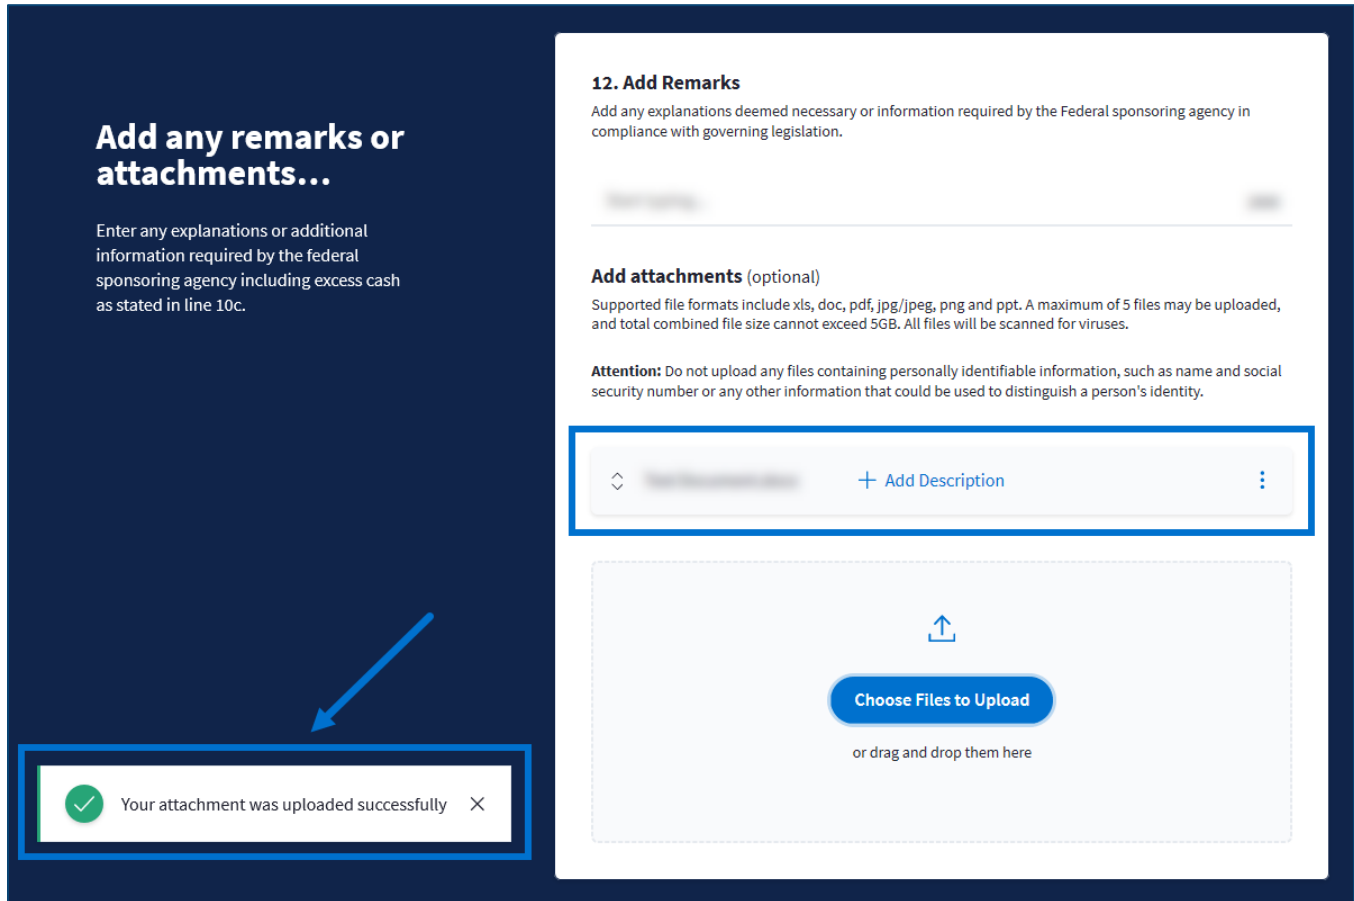 Add any remarks or
attachments...
Enter any explanations or additional
information required by the federal
sponsoring agency including excess cash
as stated in line 10c.
12. Add Remarks
Add any explanations deemed necessary or information required by the Federal sponsoring agency in
compliance with governing legislation.
Add attachments (optional)
Supported file formats include xls, doc, pdf, jpg/jpeg, png and ppt. A maximum of 5 files may be uploaded,
and total combined file size cannot exceed 5GB. All files will be scanned for viruses.
Attention: Do not upload any files containing personally identifiable information, such as name and social
security number or any other information that could be used to distinguish a person's identity.
+ Add Description
Choose Files to Upload
or drag and drop them here
Your attachment was uploaded successfully